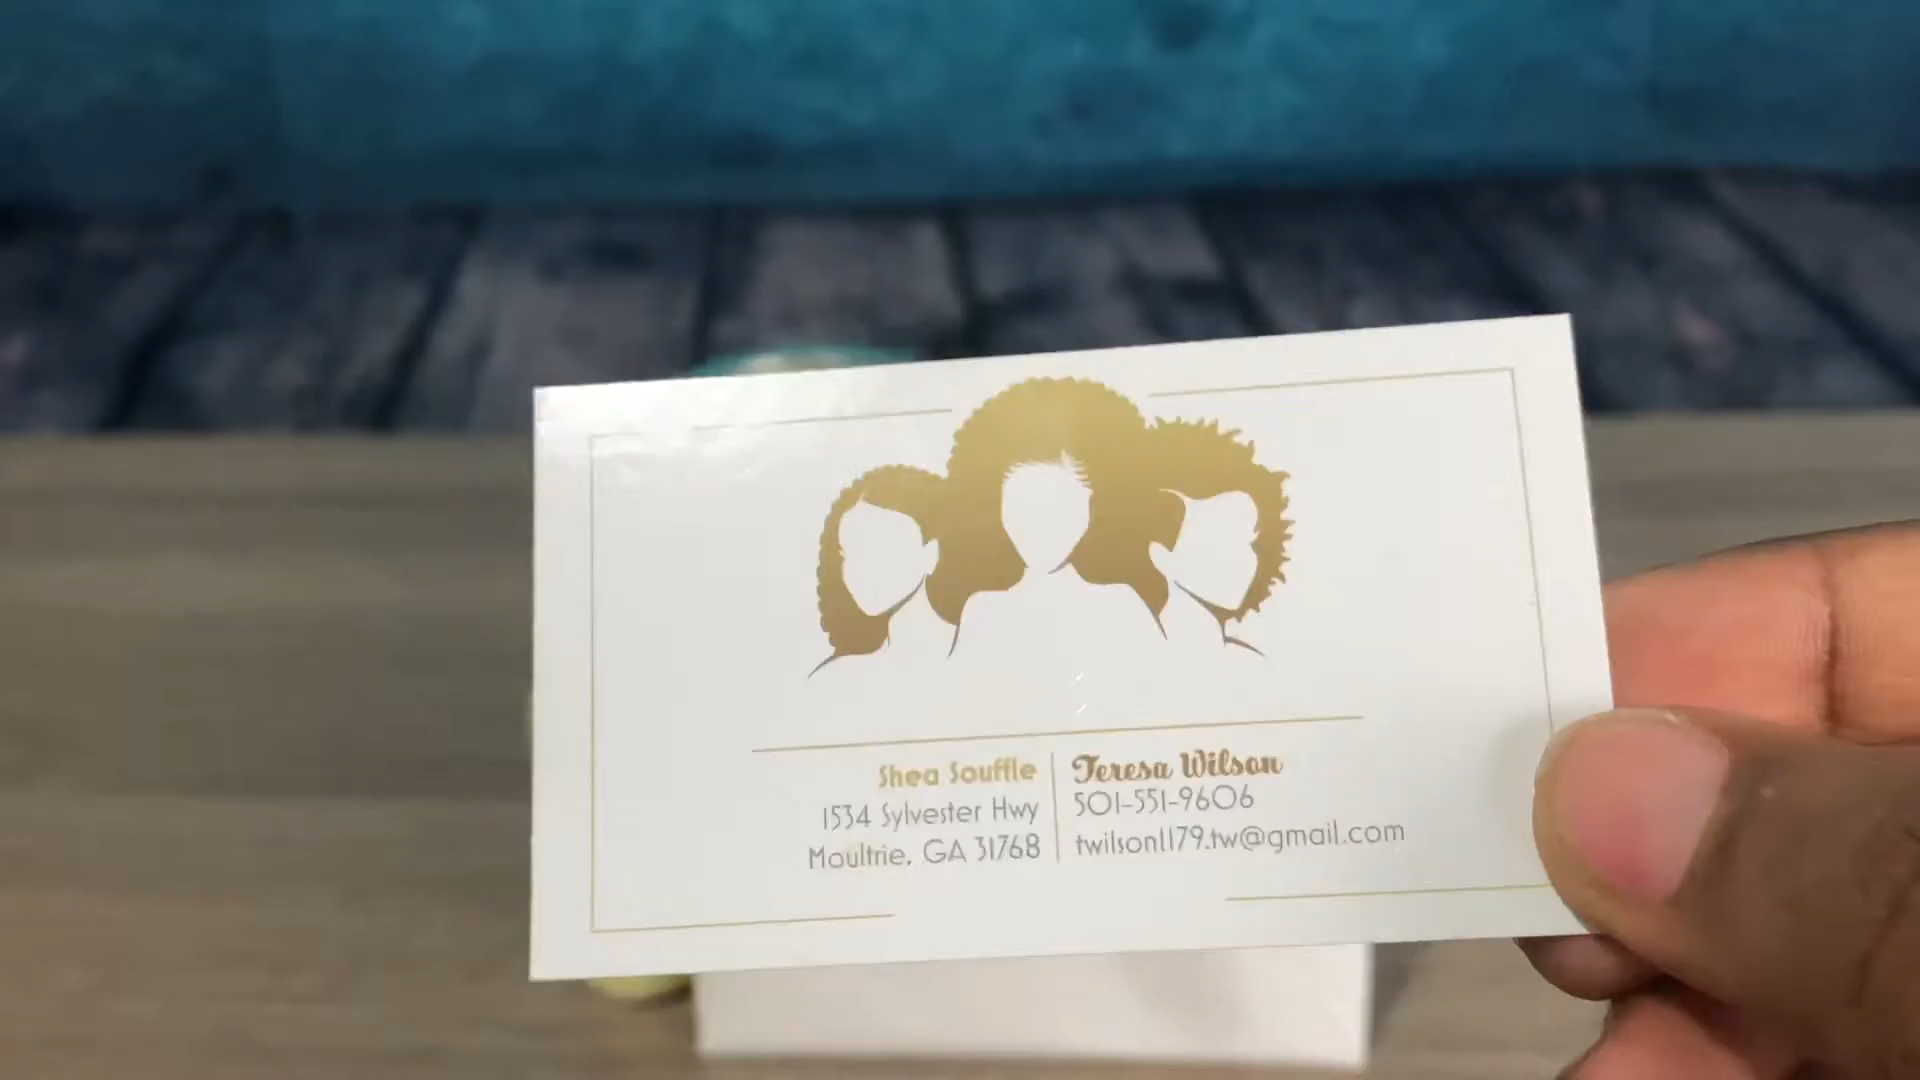 Shea Souffle
1534 Sylvester Hwy
Moultrie, GA 31768
Teresa Wilson
501-551-9606
twilson1179.tw@gmail.com